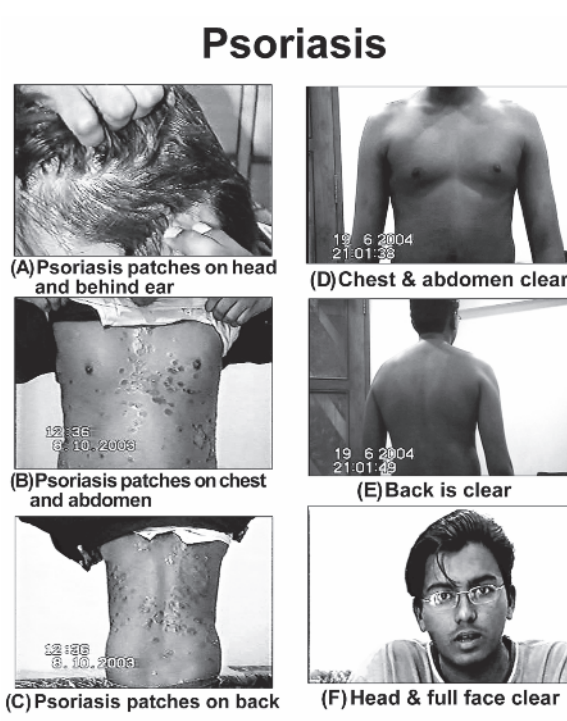 Psoriasis
(A) Psoriasis patches on head
and behind ear
12:36
8.10.2003
(B) Psoriasis patches on chest
and abdomen
12:36
8.10.2003
(C) Psoriasis patches on back
19 6 2004
21:01:38
(D) Chest & abdomen clear
19 6 2004
21:01:49
(E) Back is clear
(F) Head & full face clear